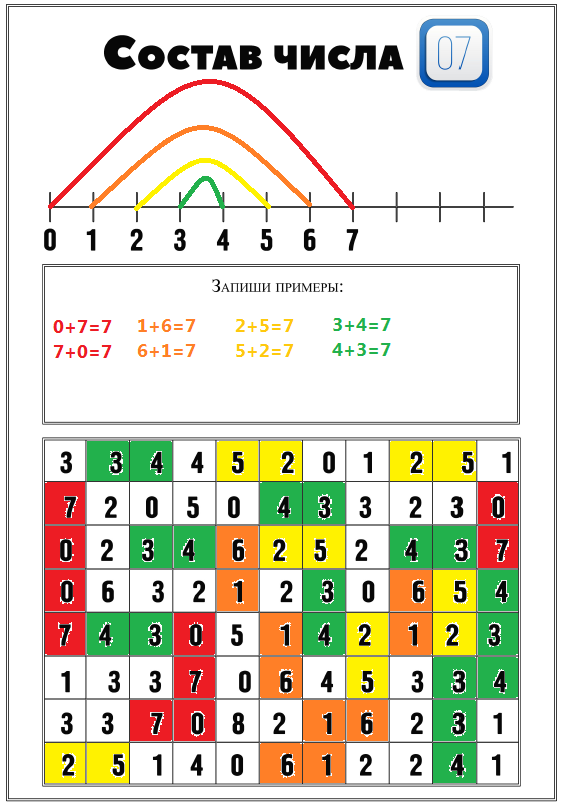 Состав числа 07
0 1 2 3 4 5 6 7
Запиши примеры:
0+7=7 1+6=7 2+5=7 3+4=7
7+0=7 6+1=7 5+2=7 4+3=7
3 3 4 4 5 2 0 1 2 5 1
7 2 0 5 0 4 3 3 2 3 0
0 2 3 4 6 2 5 2 4 3 7
0 6 3 2 1 2 3 0 6 5 4
7 4 3 0 5 1 4 2 1 2 3
1 3 3 7 0 6 4 5 3 3 4
3 3 7 0 8 2 1 6 2 3 1
2 5 1 4 0 6 1 2 2 4 1